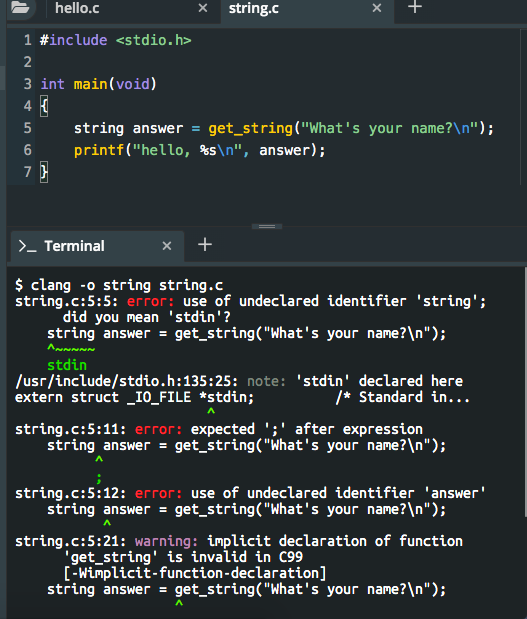 hello.c × string.c × +
1 #include <stdio.h>
2
3 int main(void)
4 {
5     string answer = get_string("What's your name?\n");
6     printf("hello, %s\n", answer);
7 }
>_ Terminal × +
$ clang -o string string.c
string.c:5:5: error: use of undeclared identifier 'string';
      did you mean 'stdin'?
    string answer = get_string("What's your name?\n");
    ^~~~~~
    stdin
/usr/include/stdio.h:135:25: note: 'stdin' declared here
extern struct _IO_FILE *stdin;          /* Standard in...
                        ^
string.c:5:11: error: expected ';' after expression
    string answer = get_string("What's your name?\n");
          ^
          ;
string.c:5:12: error: use of undeclared identifier 'answer'
    string answer = get_string("What's your name?\n");
           ^
string.c:5:21: warning: implicit declaration of function
      'get_string' is invalid in C99
      [-Wimplicit-function-declaration]
    string answer = get_string("What's your name?\n");
                    ^